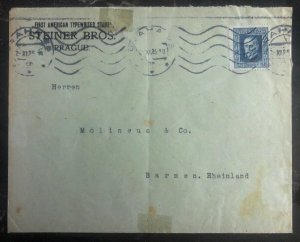 FIRST AMERICAN TYPEWRITER STORE
STEINER BROS.
PRAGUE
Herren
Molineus & Co.
Barmen, Rheinland